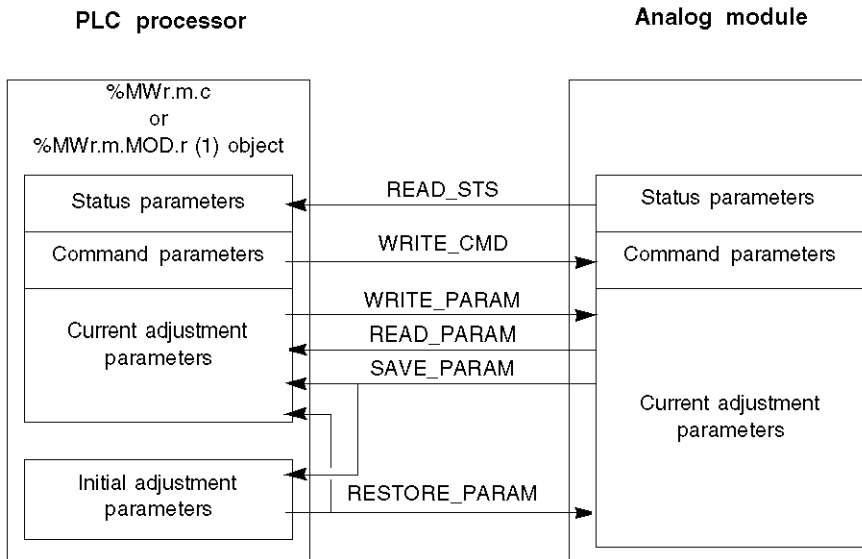 PLC processor
Analog module
%MWr.m.c
or
%MWr.m.MOD.r (1) object
Status parameters
READ_STS
Status parameters
Command parameters
WRITE_CMD
Command parameters
WRITE_PARAM
Current adjustment
parameters
READ_PARAM
SAVE_PARAM
Current adjustment
parameters
Initial adjustment
parameters
RESTORE_PARAM